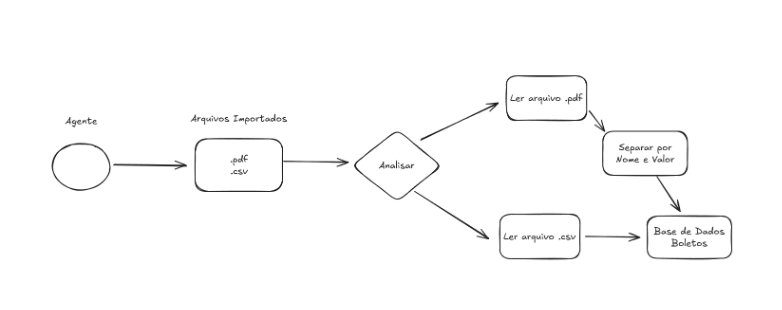 Agente
Arquivos Importados
.pdf
.csv
Analisar
Ler arquivo .pdf
Separar por
Nome e Valor
Ler arquivo .csv
Base de Dados
Boletos